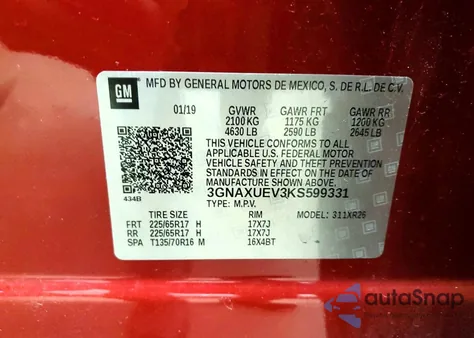 GM
MFD BY GENERAL MOTORS DE MEXICO, S. DE R.L. DE C.V.
01/19 GVWR GAWR FRT GAWR RR
2100 KG 1175 KG 1200 KG
4630 LB 2590 LB 2645 LB
THIS VEHICLE CONFORMS TO ALL
APPLICABLE U.S. FEDERAL MOTOR
VEHICLE SAFETY AND THEFT
PREVENTION STANDARDS IN
EFFECT ON THE DATE OF
MANUFACTURE SHOWN ABOVE.
434B
3GNAXUEV3KS599331
TYPE: M.P.V.
TIRE SIZE RIM MODEL: 311XR26
FRT 225/65R17 H 17X7J
RR 225/65R17 H 17X7J
SPA T135/70R16 M 16X4BT
autoSnap